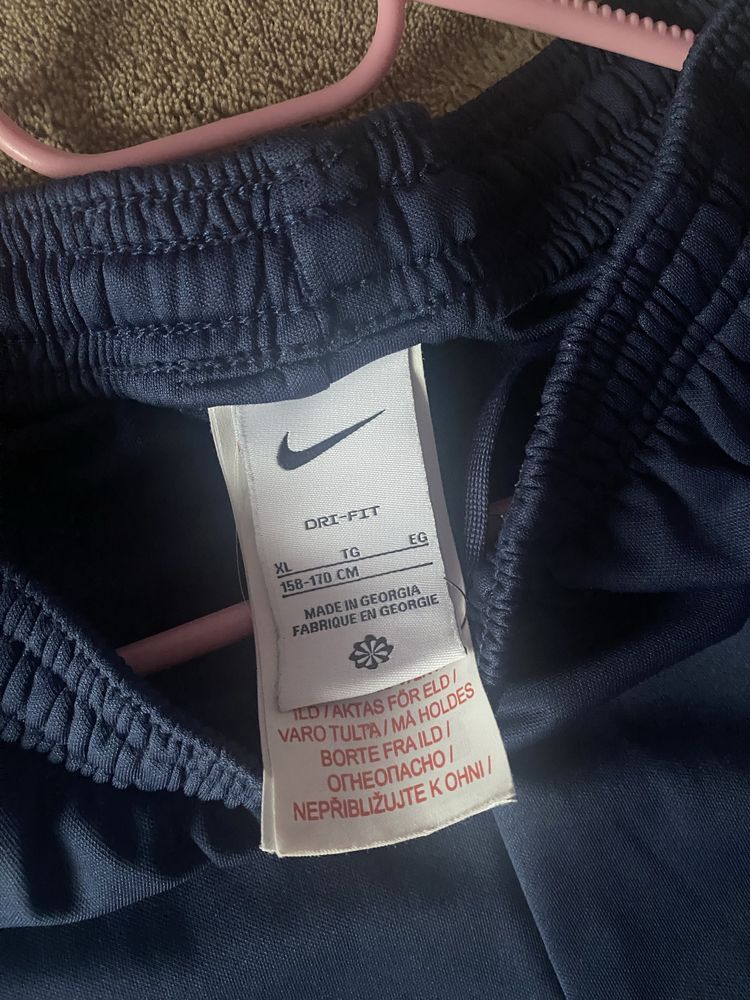 DRI-FIT
XL TG EG
158-170 CM
MADE IN GEORGIA
FABRIQUE EN GEORGIE
ILD / AKTAS FÖR ELD /
VARO TULTA / MÅ HOLDES
BORTE FRA ILD /
ОГНЕОПАСНО /
NEPŘIBLIŽUJTE K OHNI /